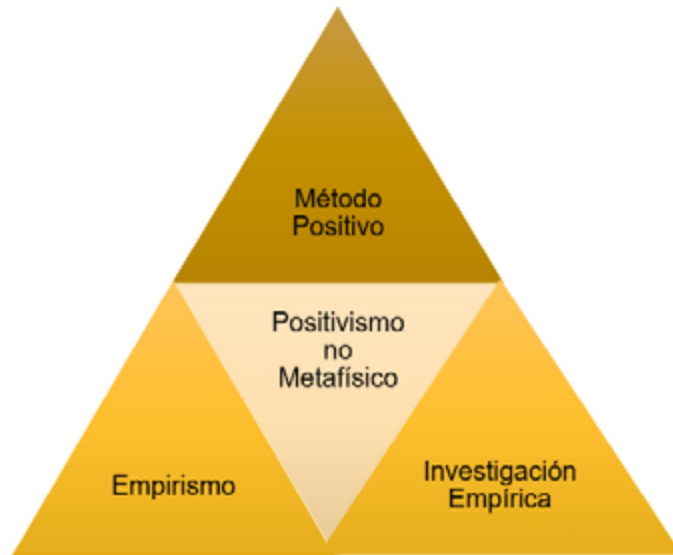 Método
Positivo
Positivismo
no
Metafísico
Empirismo
Investigación
Empírica